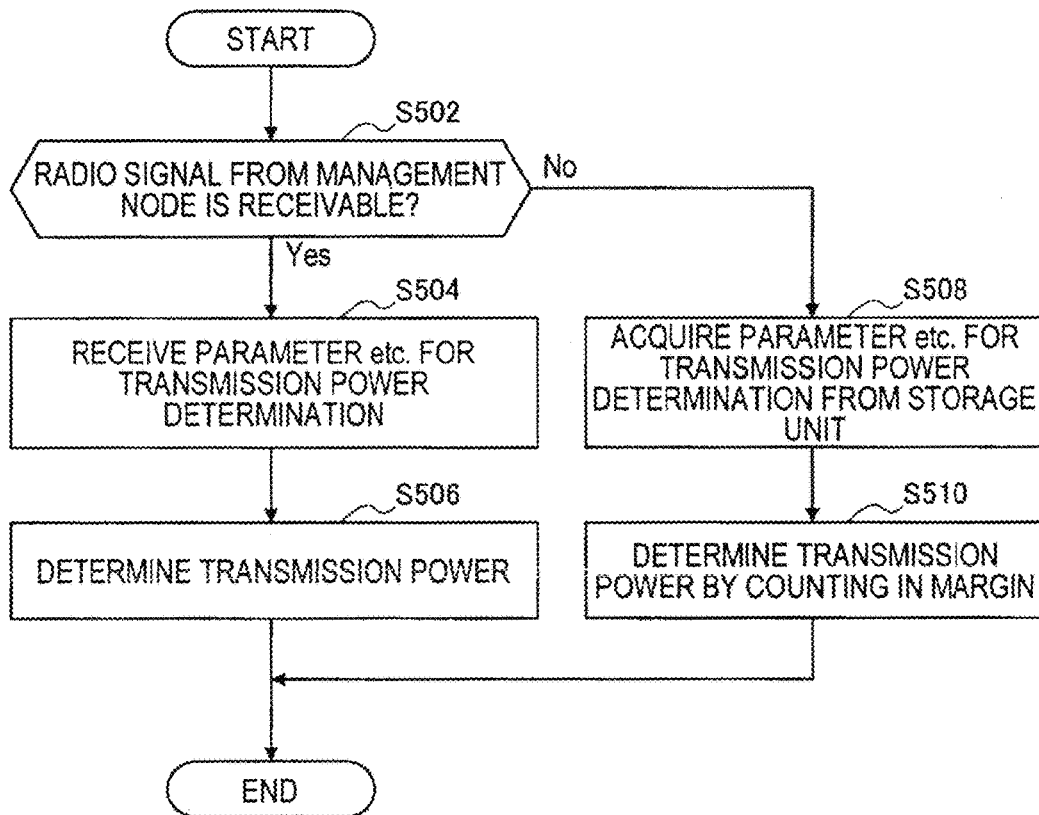 START
S502
RADIO SIGNAL FROM MANAGEMENT
NODE IS RECEIVABLE?
No
Yes
S504
RECEIVE PARAMETER etc. FOR
TRANSMISSION POWER
DETERMINATION
S508
ACQUIRE PARAMETER etc. FOR
TRANSMISSION POWER
DETERMINATION FROM STORAGE
UNIT
S506
DETERMINE TRANSMISSION POWER
S510
DETERMINE TRANSMISSION
POWER BY COUNTING IN MARGIN
END